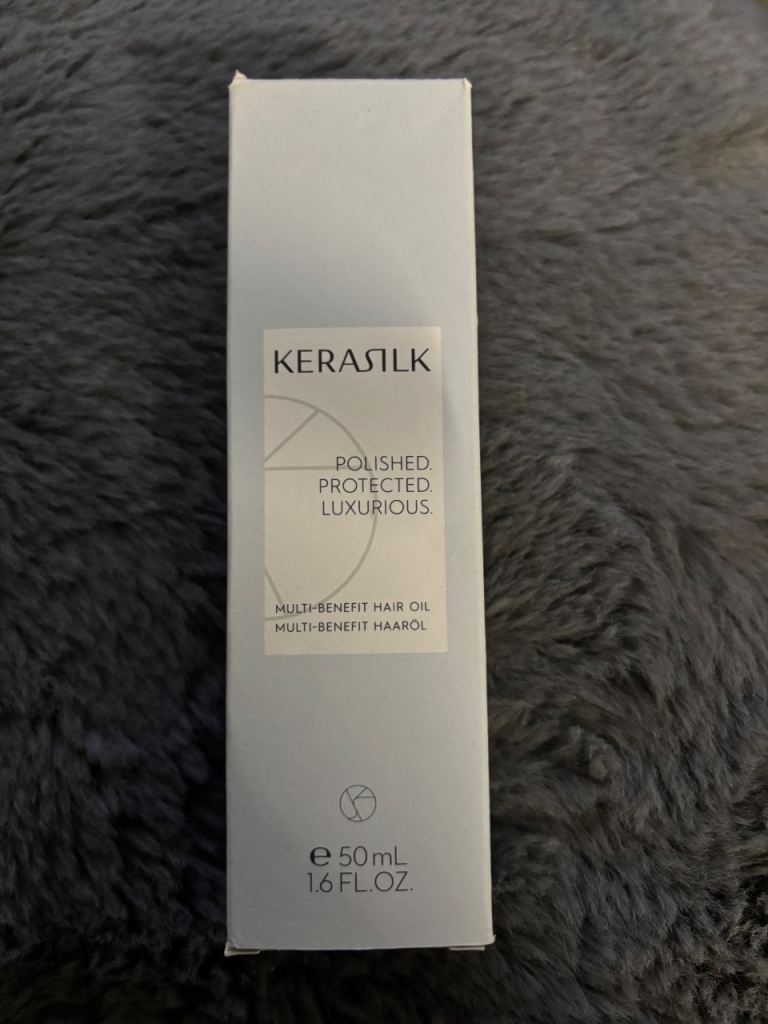 KERASILK
POLISHED.
PROTECTED.
LUXURIOUS.
MULTI-BENEFIT HAIR OIL
MULTI-BENEFIT HAARÖL
e 50 mL
1.6 FL.OZ.